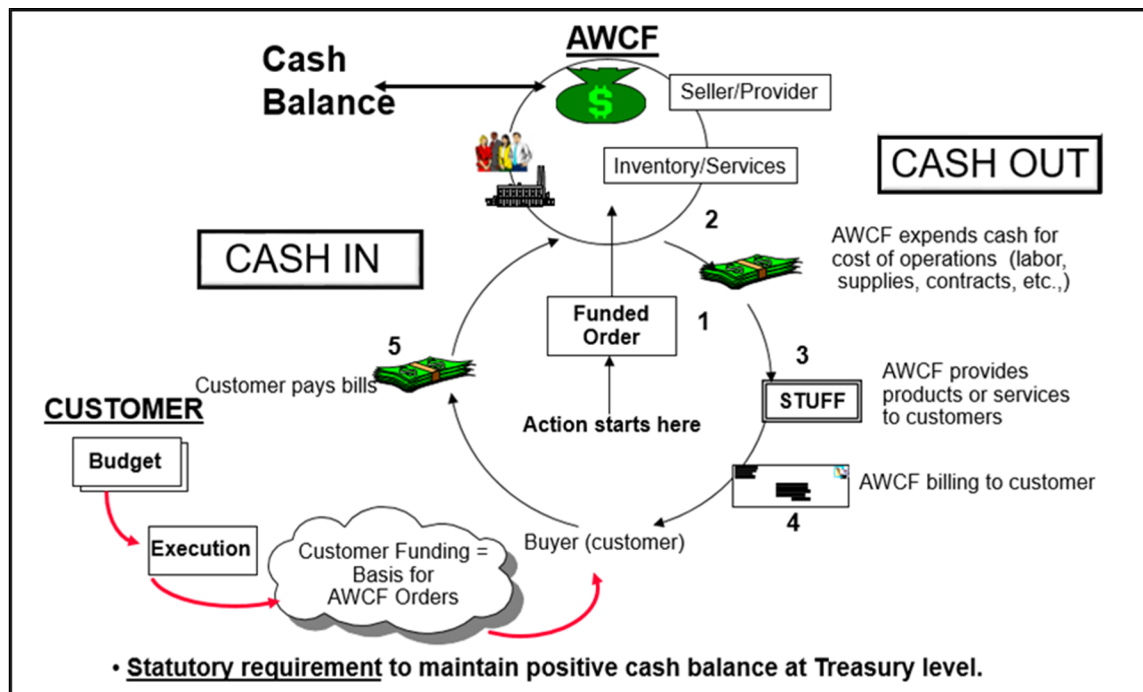 AWCF
Cash
Balance
$
Seller/Provider
Inventory/Services
CASH OUT
CASH IN
2
AWCF expends cash for
cost of operations (labor,
supplies, contracts, etc.,)
Funded
Order
1
5
3
Customer pays bills
AWCF provides
products or services
to customers
STUFF
CUSTOMER
Action starts here
Budget
AWCF billing to customer
4
Execution
Customer Funding =
Basis for
AWCF Orders
Buyer (customer)
• Statutory requirement to maintain positive cash balance at Treasury level.